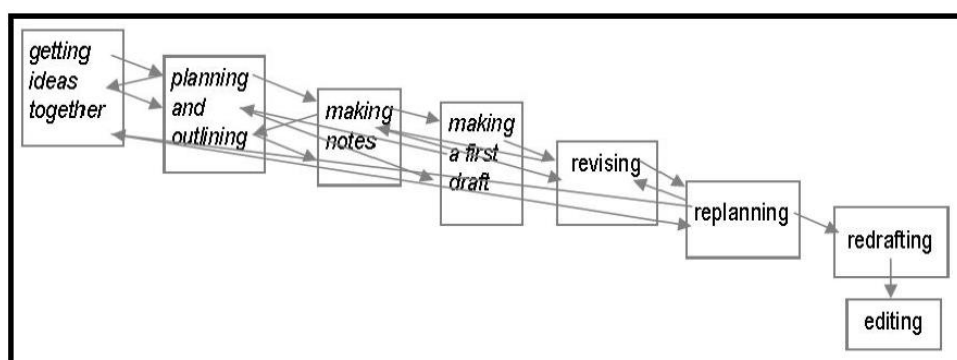 getting
ideas
together
planning
and
outlining
making
notes
making
a first
draft
revising
replanning
redrafting
editing